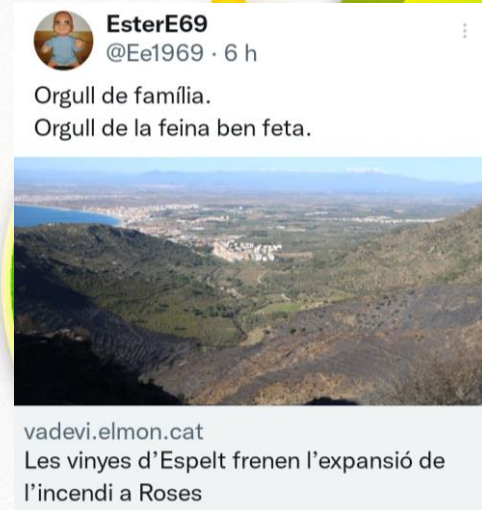 EsterE69
@Ee1969 · 6 h
Orgull de família.
Orgull de la feina ben feta.
vadevi.elmon.cat
Les vinyes d’Espelt frenen l’expansió de
l’incendi a Roses